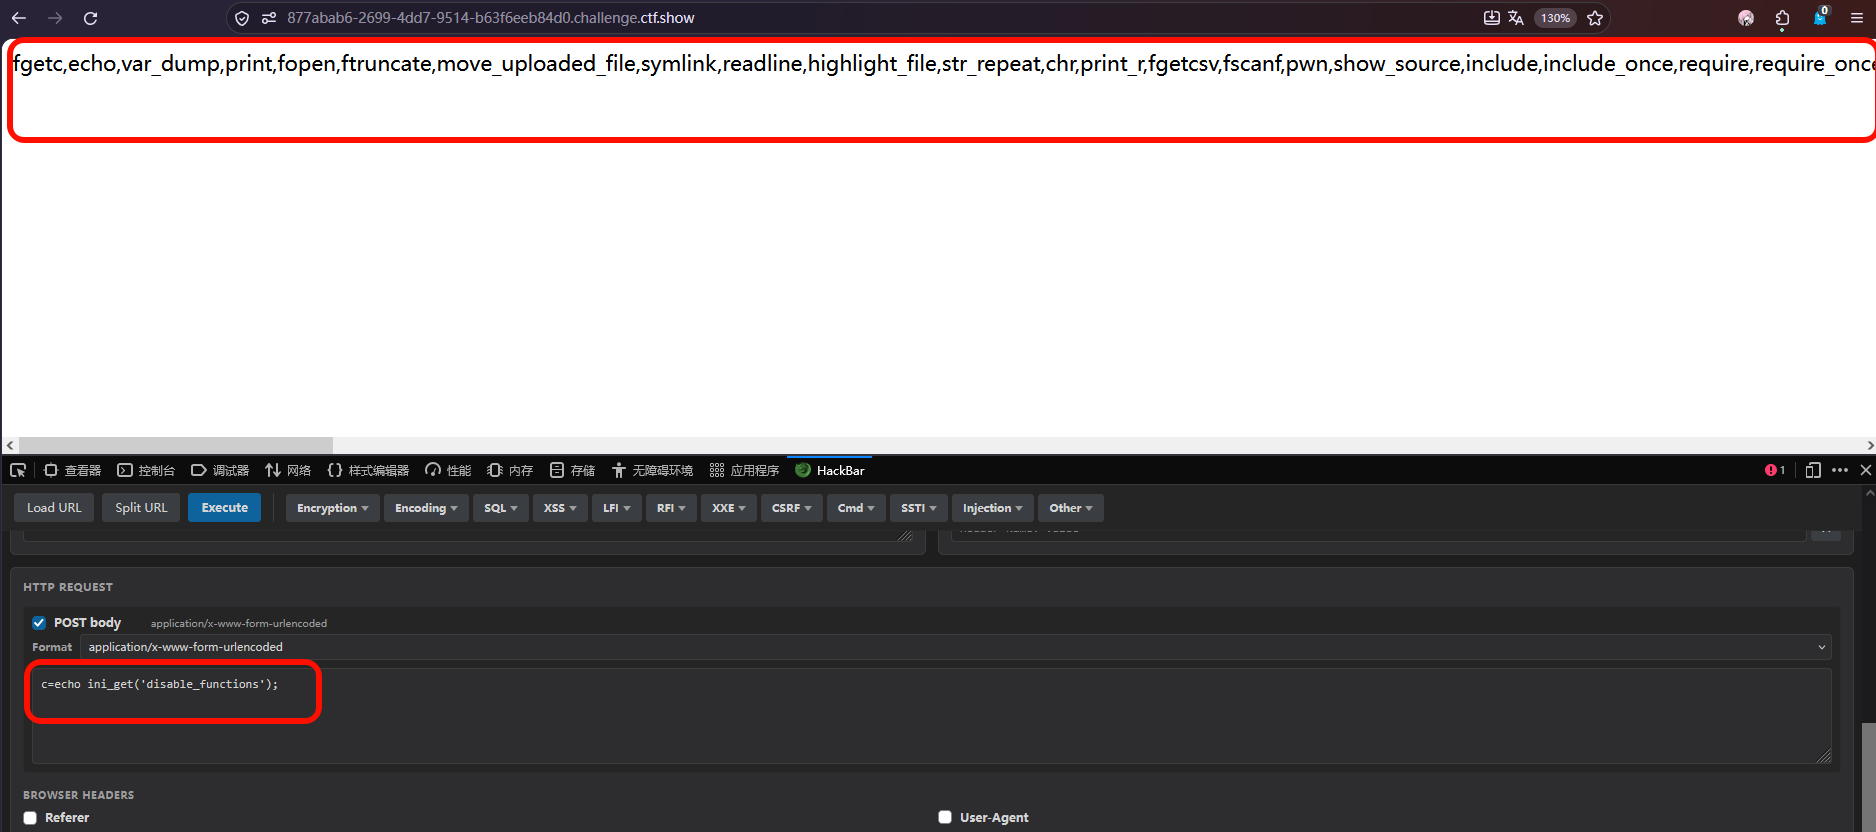 877abab6-2699-4dd7-9514-b63f6eeb84d0.challenge.ctf.show
130%
0
fgetc,echo,var_dump,print,fopen,ftruncate,move_uploaded_file,symlink,readline,highlight_file,str_repeat,chr,print_r,fgetcsv,fscanf,pwn,show_source,include,include_once,require,require_once
查看器 控制台 调试器 网络 样式编辑器 性能 内存 存储 无障碍环境 应用程序 HackBar 1
Load URL Split URL Execute Encryption Encoding SQL XSS LFI RFI XXE CSRF Cmd SSTI Injection Other
HTTP REQUEST
POST body application/x-www-form-urlencoded
Format application/x-www-form-urlencoded
c=echo ini_get('disable_functions');
BROWSER HEADERS
Referer User-Agent